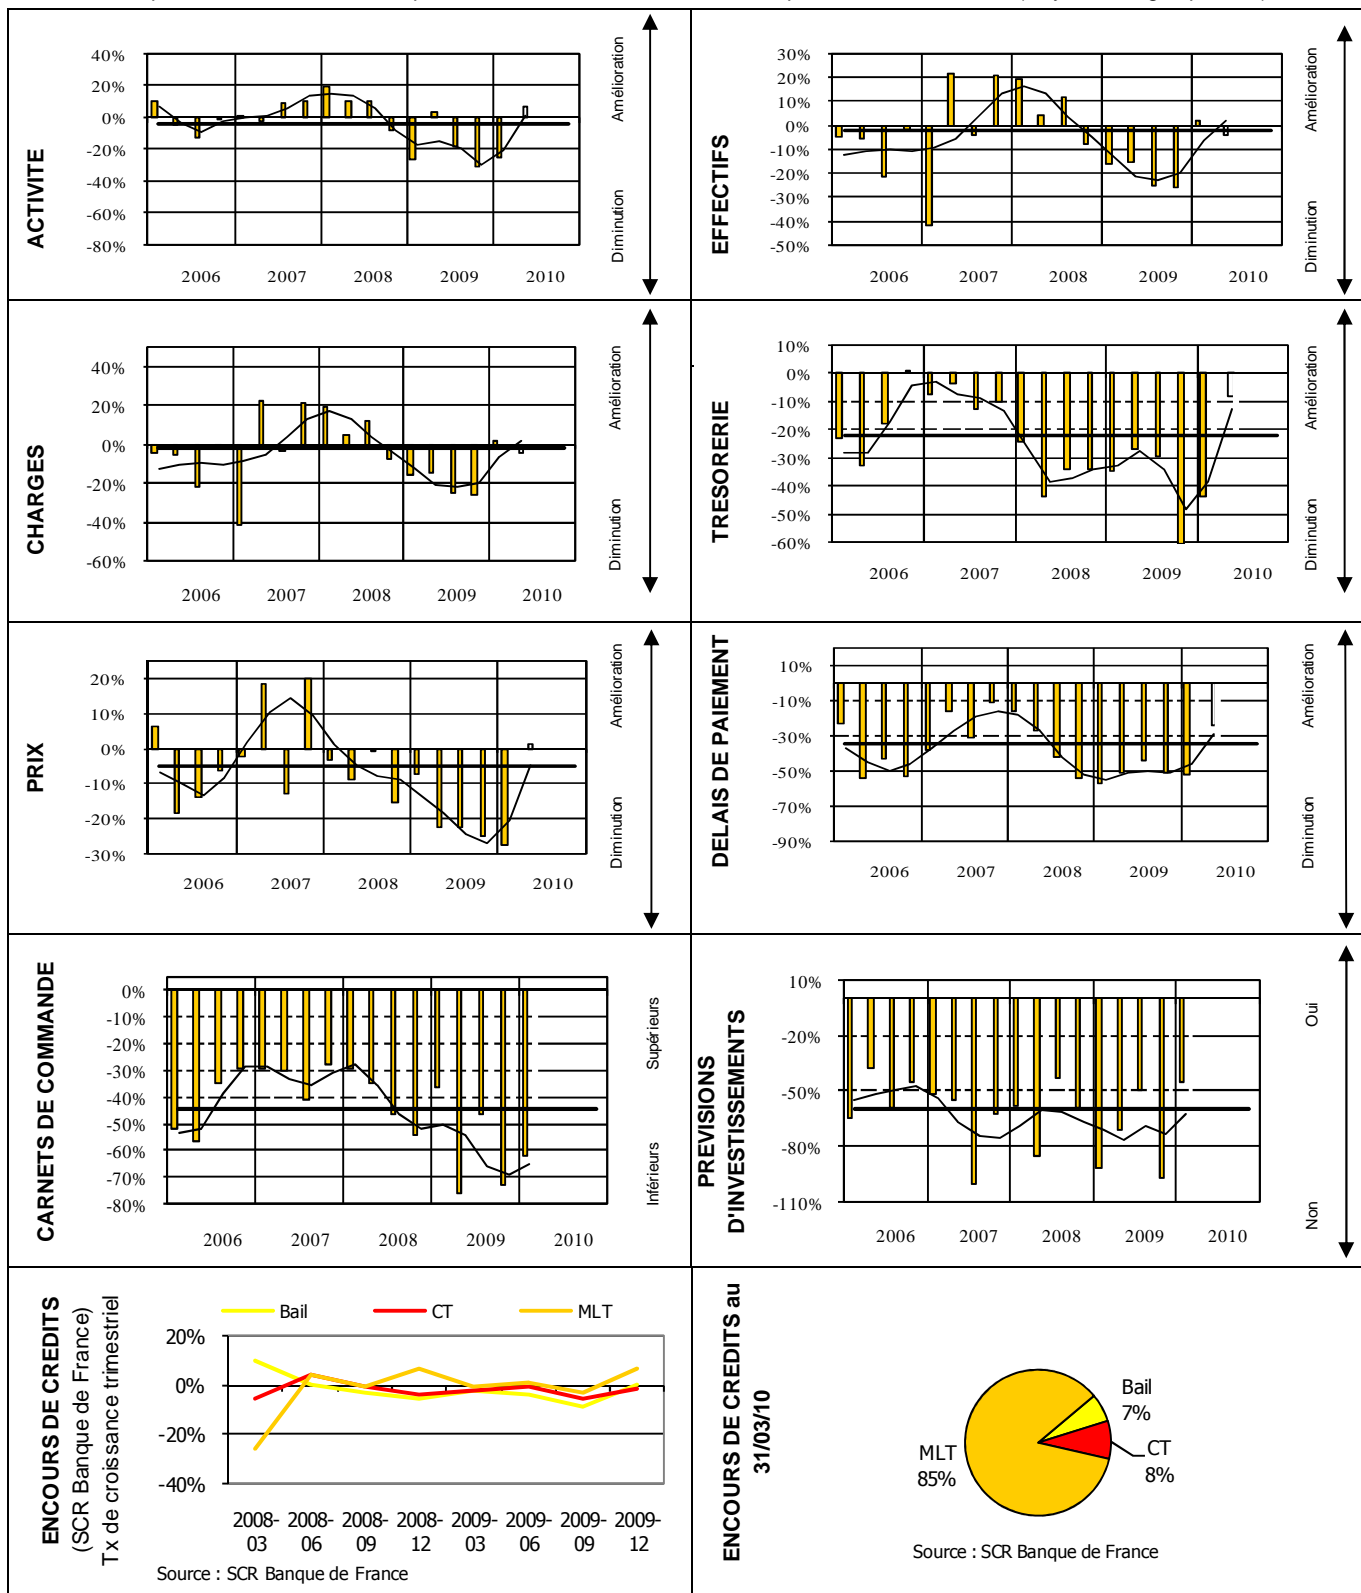 ACTIVITE
40%
20%
0%
-20%
-40%
-60%
-80%
2006 2007 2008 2009 2010
Amélioration
Diminution
EFFECTIFS
30%
20%
10%
0%
-10%
-20%
-30%
-40%
-50%
2006 2007 2008 2009 2010
Amélioration
Diminution
CHARGES
40%
20%
0%
-20%
-40%
-60%
2006 2007 2008 2009 2010
Amélioration
Diminution
TRESORERIE
10%
0%
-10%
-20%
-30%
-40%
-50%
-60%
2006 2007 2008 2009 2010
Amélioration
Diminution
PRIX
20%
10%
0%
-10%
-20%
-30%
2006 2007 2008 2009 2010
Amélioration
Diminution
DELAIS DE PAIEMENT
10%
-10%
-30%
-50%
-70%
-90%
2006 2007 2008 2009 2010
Amélioration
Diminution
CARNETS DE COMMANDE
0%
-10%
-20%
-30%
-40%
-50%
-60%
-70%
-80%
2006 2007 2008 2009 2010
Supérieurs
Inférieurs
PREVISIONS
D'INVESTISSEMENTS
10%
-20%
-50%
-80%
-110%
2006 2007 2008 2009 2010
Oui
Non
ENCOURS DE CREDITS
(SCR Banque de France)
Tx de croissance trimestriel
Bail CT MLT
20%
0%
-20%
-40%
2008-03 2008-06 2008-09 2008-12 2009-03 2009-06 2009-09 2009-12
Source : SCR Banque de France
ENCOURS DE CREDITS au
31/03/10
Bail
7%
CT
8%
MLT
85%
Source : SCR Banque de France